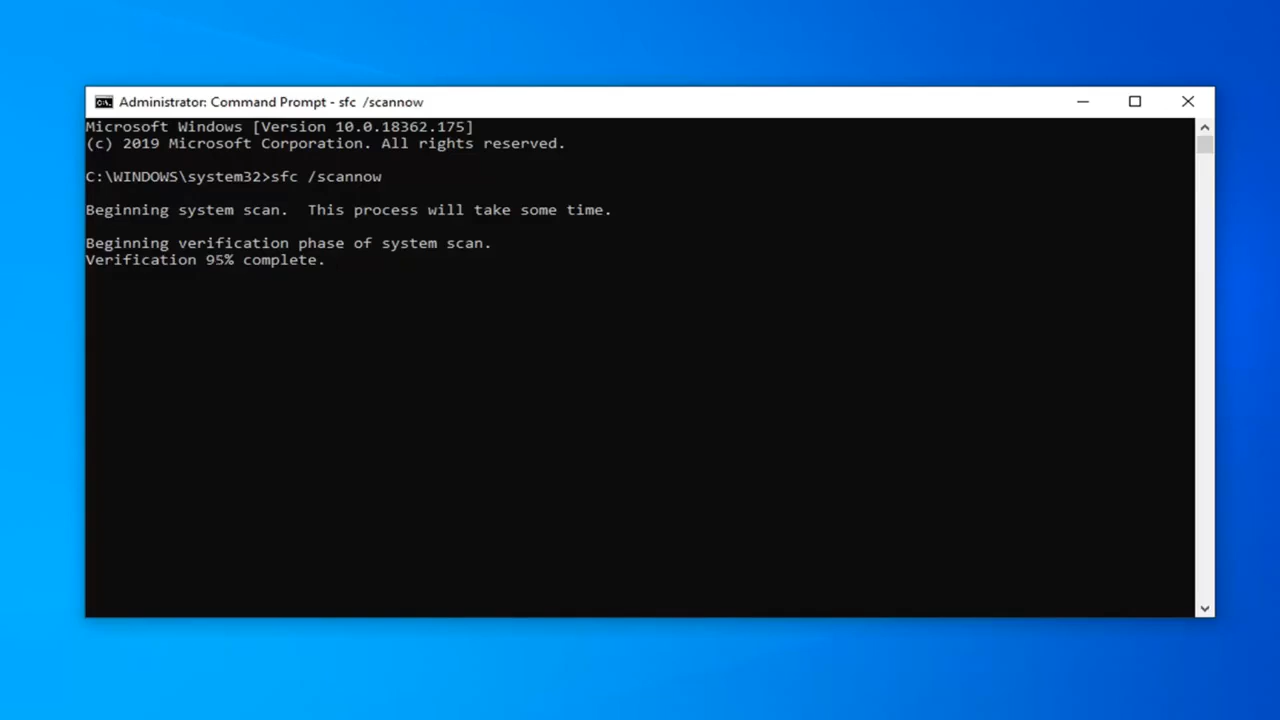 Administrator: Command Prompt - sfc  /scannow
Microsoft Windows [Version 10.0.18362.175]
(c) 2019 Microsoft Corporation. All rights reserved.
C:\WINDOWS\system32>sfc /scannow
Beginning system scan.  This process will take some time.
Beginning verification phase of system scan.
Verification 95% complete.